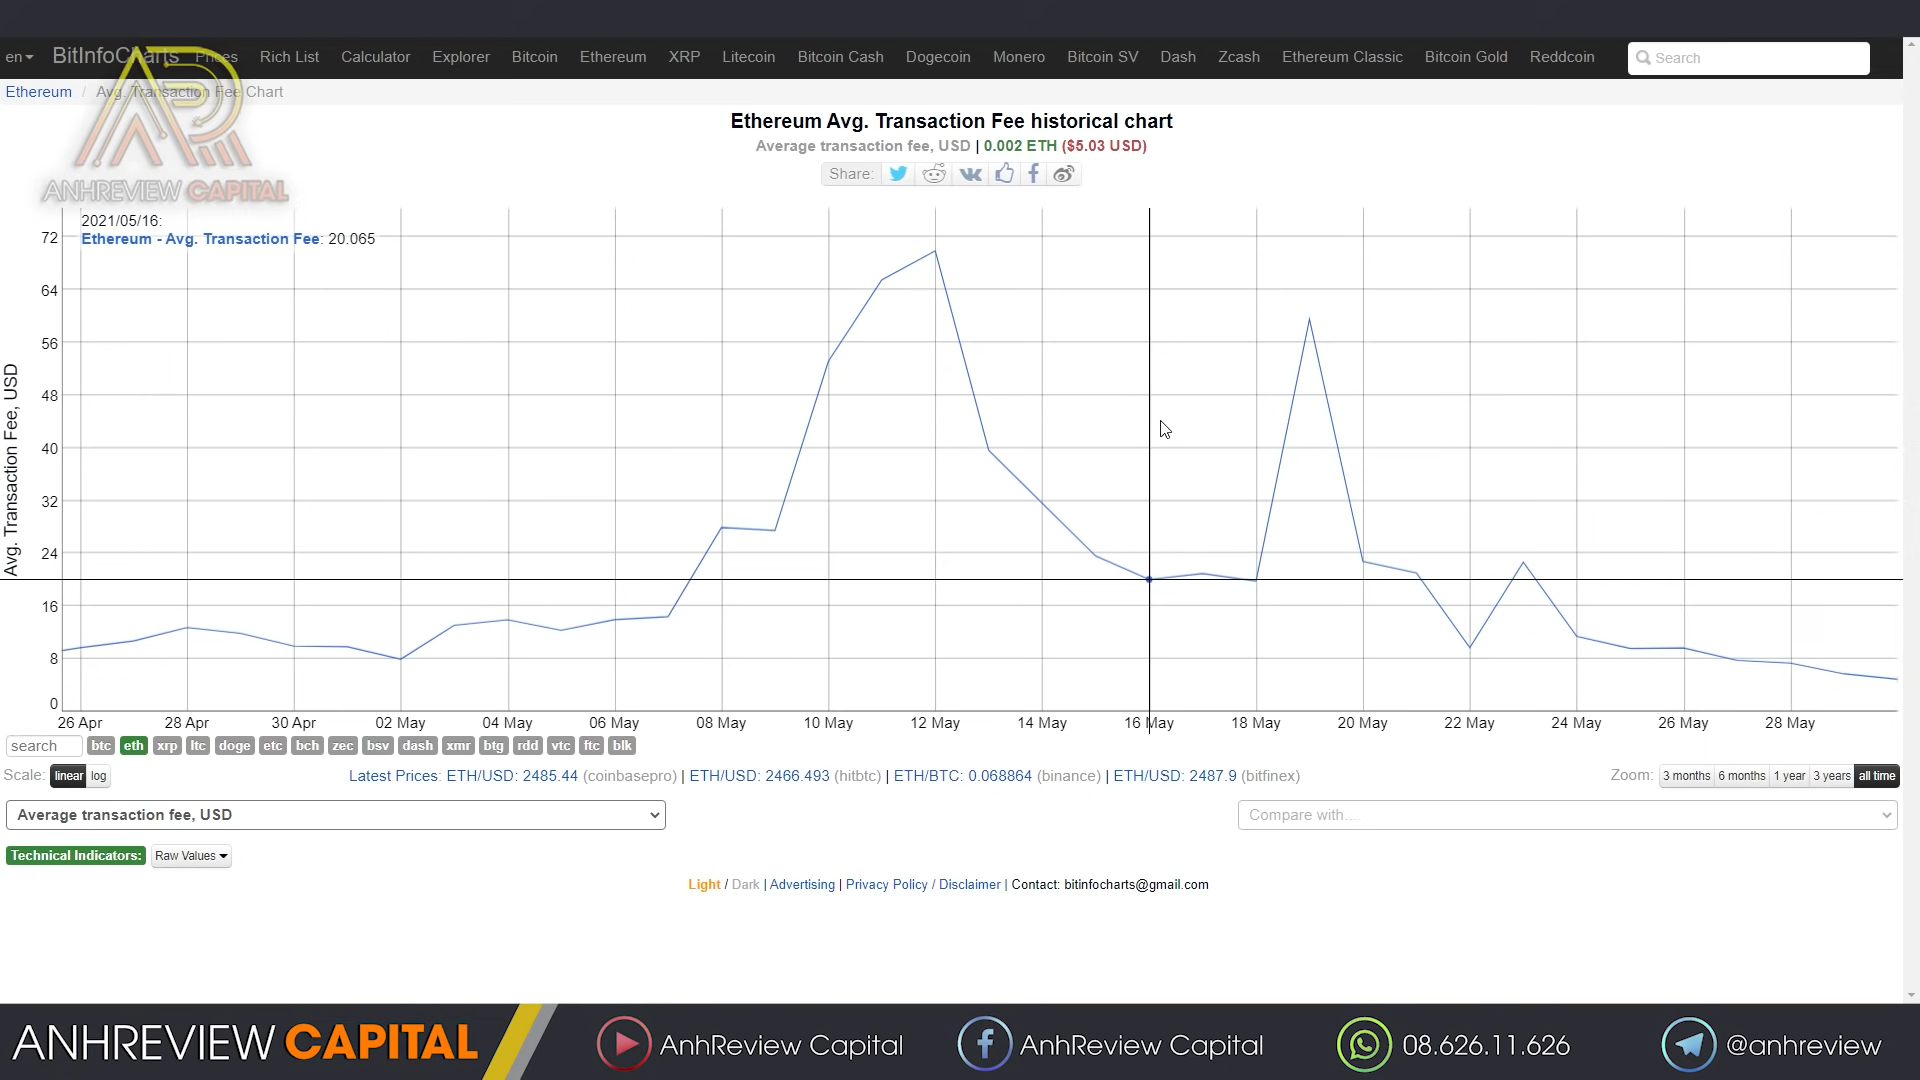 en BitInfoCharts Prices Rich List Calculator Explorer Bitcoin Ethereum XRP Litecoin Bitcoin Cash Dogecoin Monero Bitcoin SV Dash Zcash Ethereum Classic Bitcoin Gold Reddcoin Search
Ethereum / Avg. Transaction Fee Chart
ANHREVIEW CAPITAL
Ethereum Avg. Transaction Fee historical chart
Average transaction fee, USD | 0.002 ETH ($5.03 USD)
Share:
2021/05/16:
Ethereum - Avg. Transaction Fee: 20.065
Avg. Transaction Fee, USD
72
64
56
48
40
32
24
16
8
0
26 Apr 28 Apr 30 Apr 02 May 04 May 06 May 08 May 10 May 12 May 14 May 16 May 18 May 20 May 22 May 24 May 26 May 28 May
search btc eth xrp ltc doge etc bch zec bsv dash xmr btg rdd vtc ftc blk
Scale: linear log Latest Prices: ETH/USD: 2485.44 (coinbasepro) | ETH/USD: 2466.493 (hitbtc) | ETH/BTC: 0.068864 (binance) | ETH/USD: 2487.9 (bitfinex) Zoom: 3 months 6 months 1 year 3 years all time
Average transaction fee, USD Compare with...
Technical Indicators: Raw Values
Light / Dark | Advertising | Privacy Policy / Disclaimer | Contact: bitinfocharts@gmail.com
ANHREVIEW CAPITAL AnhReview Capital AnhReview Capital 08.626.11.626 @anhreview